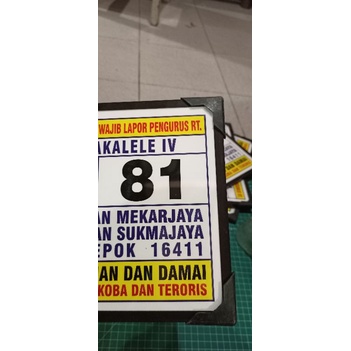 WAJIB LAPOR PENGURUS RT.
AKALELE IV
81
AN MEKARJAYA
AN SUKMAJAYA
EPOK 16411
AN DAN DAMAI
KOBA DAN TERORIS